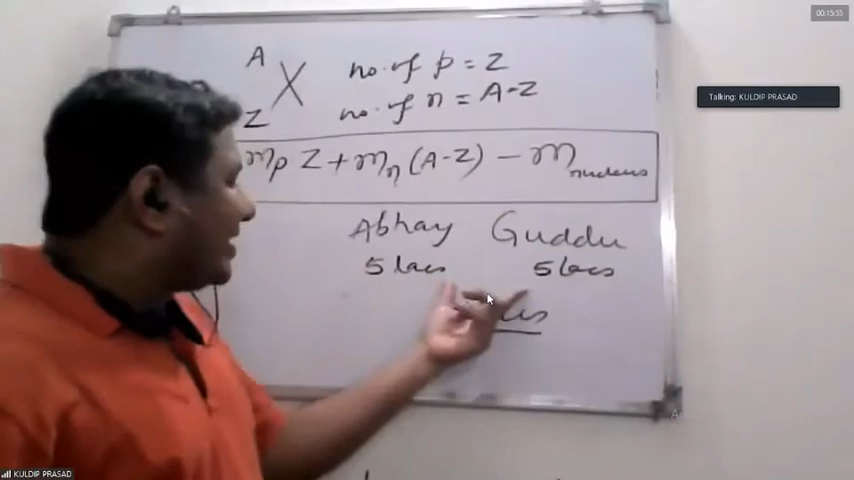 00:15:55
A
X no. of p = Z
Z no. of n = A-Z
Talking: KULDIP PRASAD
mp Z + mn (A-Z) - m nucleus
Abhay Guddu
5 lacs 5 lacs
KULDIP PRASAD